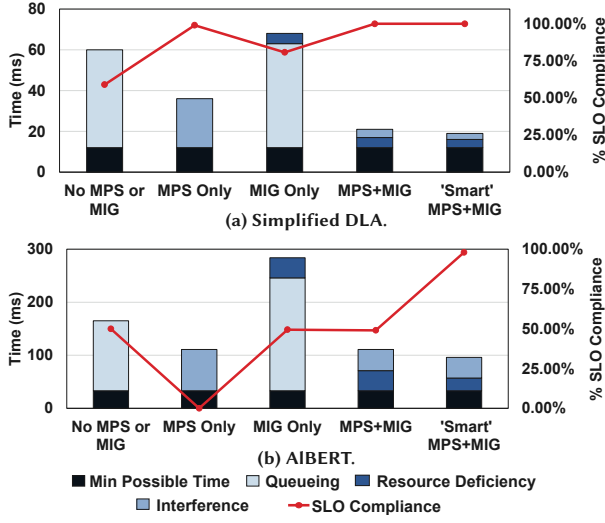 80
60
40
20
0
Time (ms)
100.00%
75.00%
50.00%
25.00%
0.00%
% SLO Compliance
No MPS or MIG
MPS Only
MIG Only
MPS+MIG
'Smart' MPS+MIG
(a) Simplified DLA.
300
200
100
0
Time (ms)
100.00%
75.00%
50.00%
25.00%
0.00%
% SLO Compliance
No MPS or MIG
MPS Only
MIG Only
MPS+MIG
'Smart' MPS+MIG
(b) AlBERT.
Min Possible Time
Queueing
Resource Deficiency
Interference
SLO Compliance